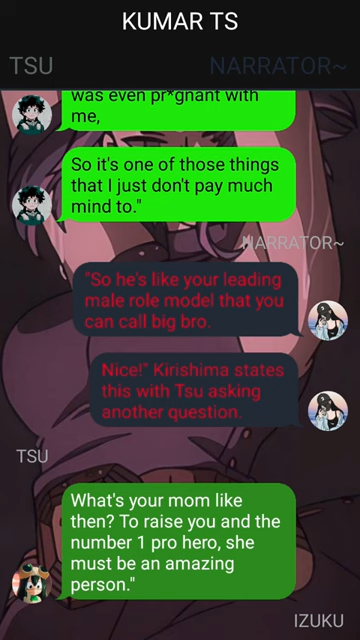 KUMAR TS
TSU
NARRATOR~
was even pr*gnant with
me,
So it's one of those things
that I just don't pay much
mind to."
NARRATOR~
"So he's like your leading
male role model that you
can call big bro.
Nice!" Kirishima states
this with Tsu asking
another question.
TSU
What's your mom like
then? To raise you and the
number 1 pro hero, she
must be an amazing
person."
IZUKU